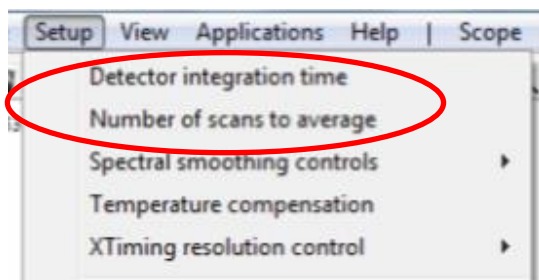 Setup View Applications Help | Scope
Detector integration time
Number of scans to average
Spectral smoothing controls
Temperature compensation
XTiming resolution control